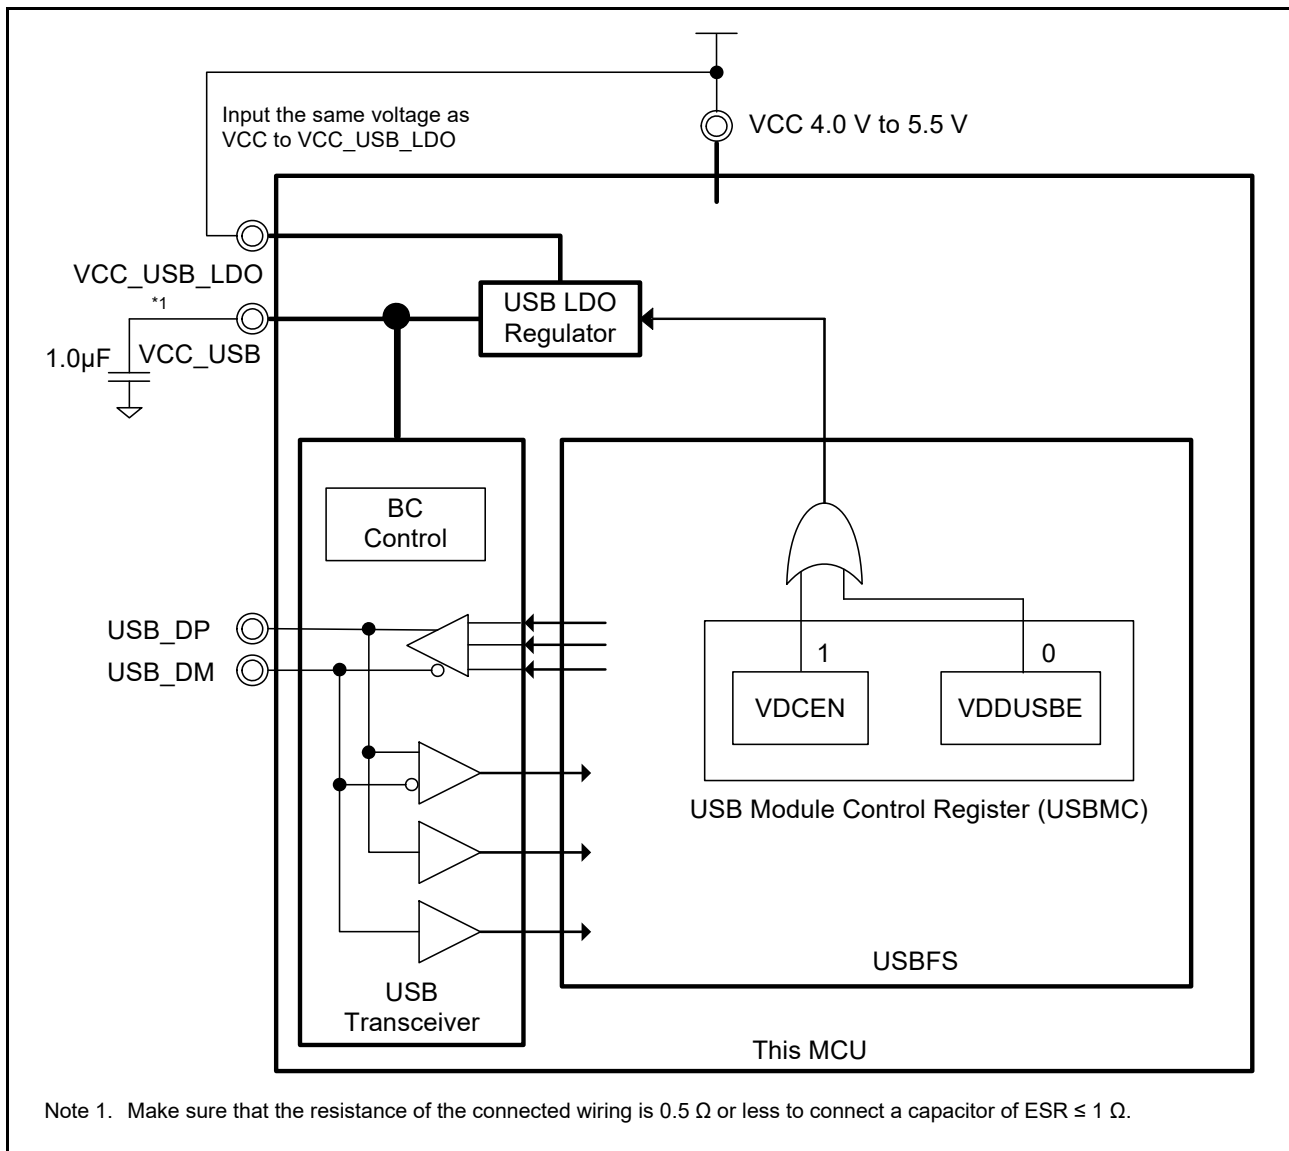 Input the same voltage as
VCC to VCC_USB_LDO
VCC 4.0 V to 5.5 V
VCC_USB_LDO
*1
USB LDO
Regulator
1.0µF
VCC_USB
BC
Control
USB_DP
USB_DM
1
0
VDCEN
VDDUSBE
USB Module Control Register (USBMC)
USBFS
USB
Transceiver
This MCU
Note 1. Make sure that the resistance of the connected wiring is 0.5 Ω or less to connect a capacitor of ESR ≤ 1 Ω.